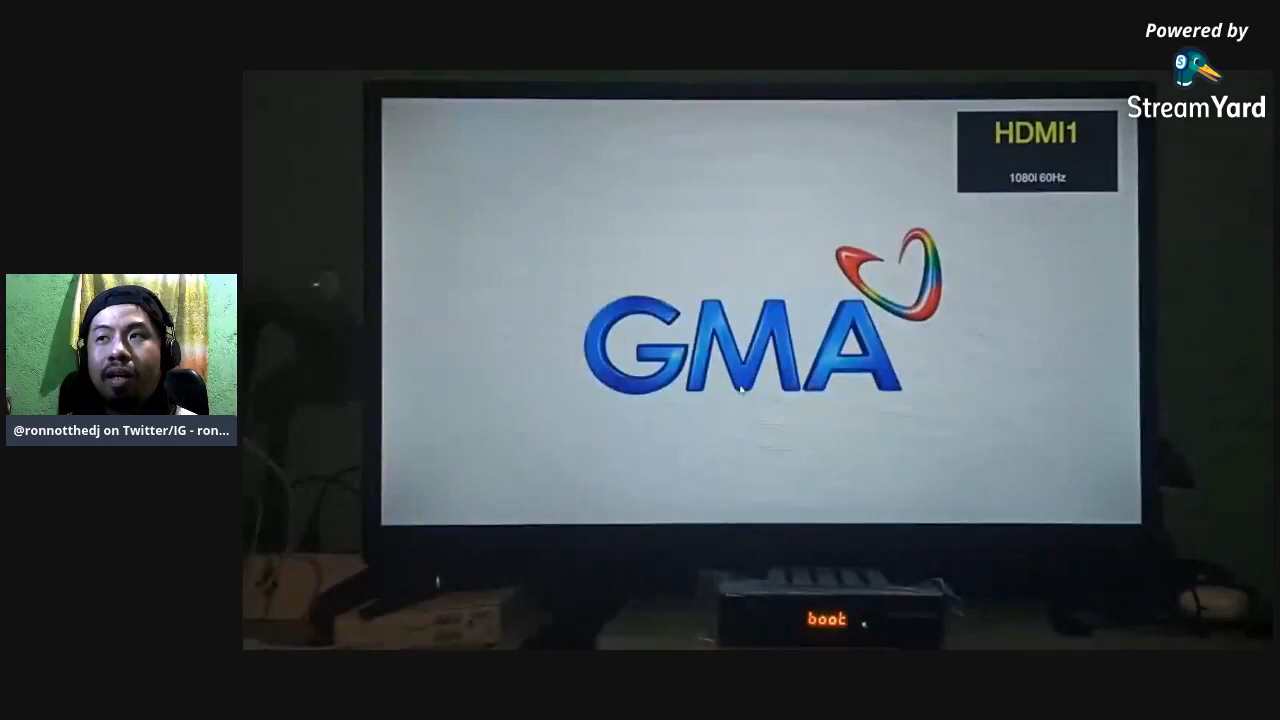 Powered by
StreamYard
HDMI1
1080i 60Hz
GMA
@ronnotthedj on Twitter/IG - ron...
boot